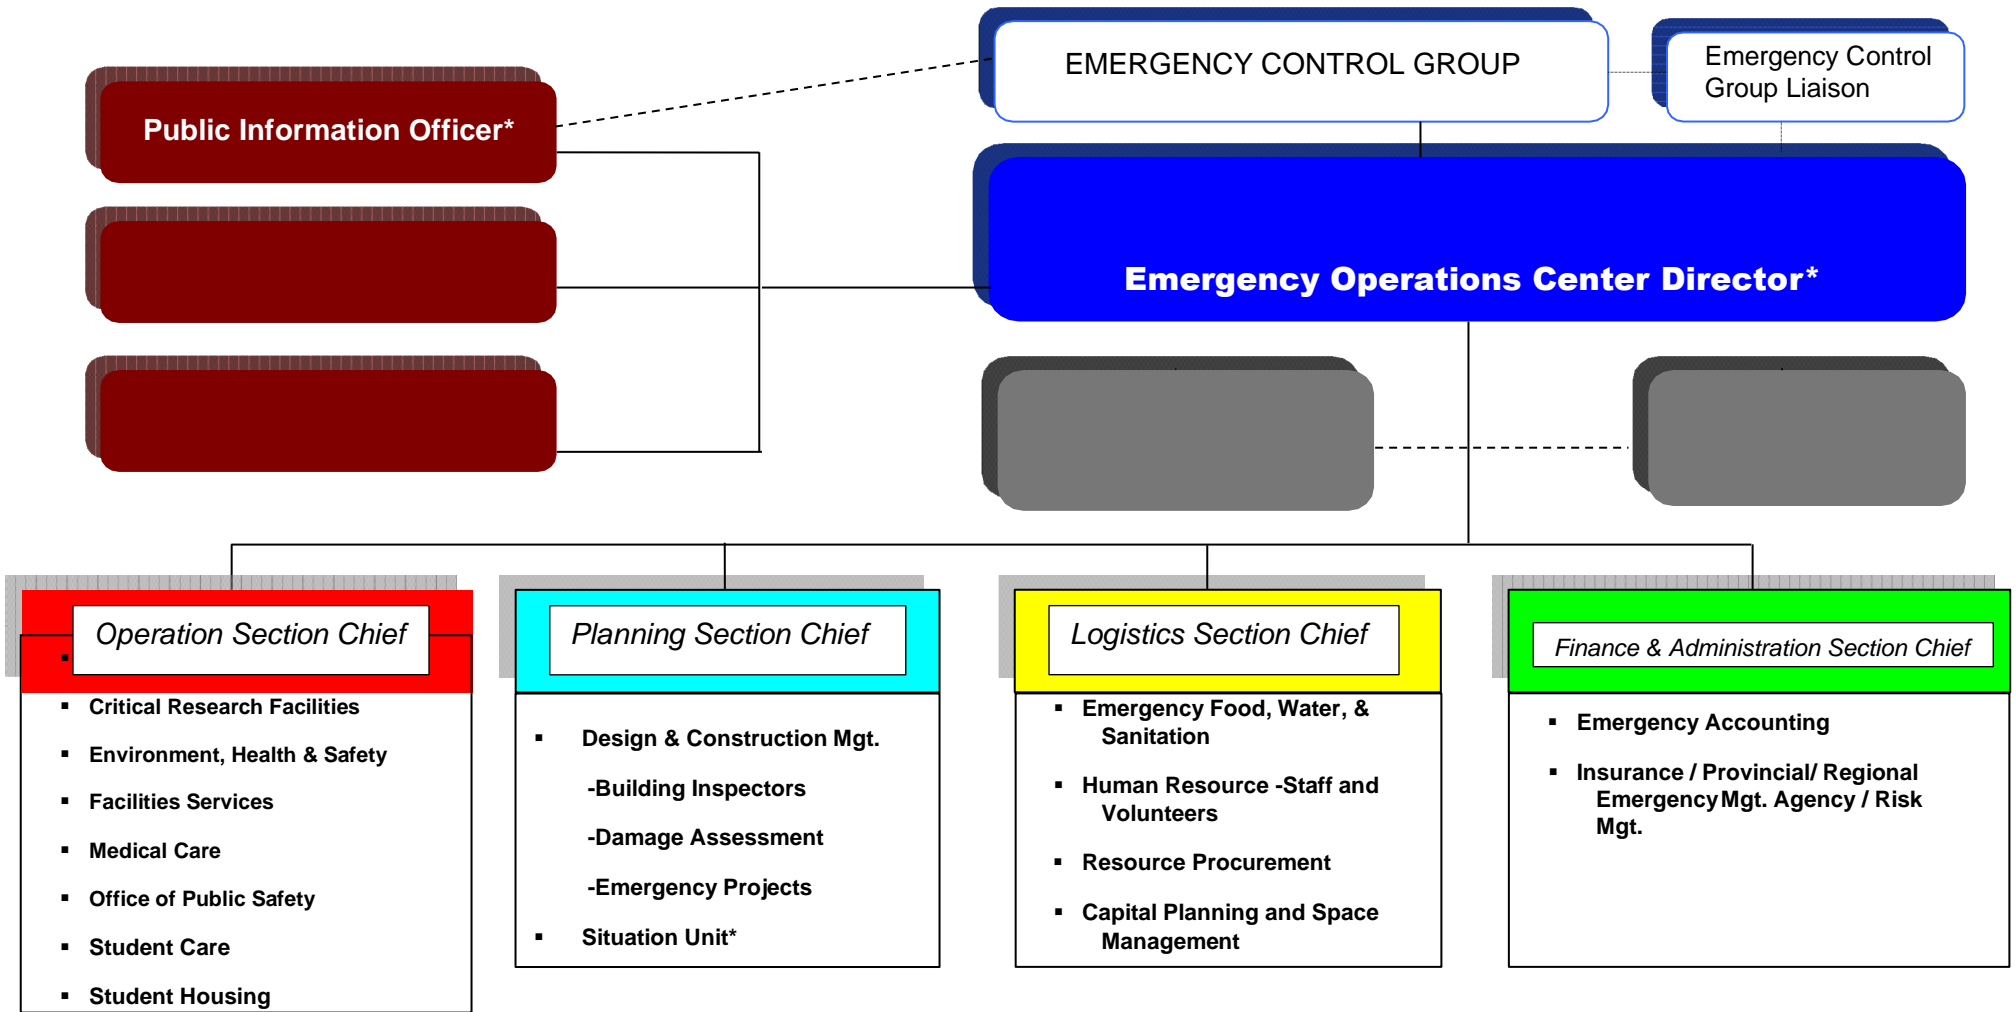 EMERGENCY CONTROL GROUP
Emergency Control
Group Liaison
Public Information Officer*
Emergency Operations Center Director*
Operation Section Chief
▪
▪ Critical Research Facilities
▪ Environment, Health & Safety
▪ Facilities Services
▪ Medical Care
▪ Office of Public Safety
▪ Student Care
▪ Student Housing
Planning Section Chief
▪ Design & Construction Mgt.
-Building Inspectors
-Damage Assessment
-Emergency Projects
▪ Situation Unit*
Logistics Section Chief
▪ Emergency Food, Water, &
Sanitation
▪ Human Resource -Staff and
Volunteers
▪ Resource Procurement
▪ Capital Planning and Space
Management
Finance & Administration Section Chief
▪ Emergency Accounting
▪ Insurance / Provincial/ Regional
Emergency Mgt. Agency / Risk
Mgt.